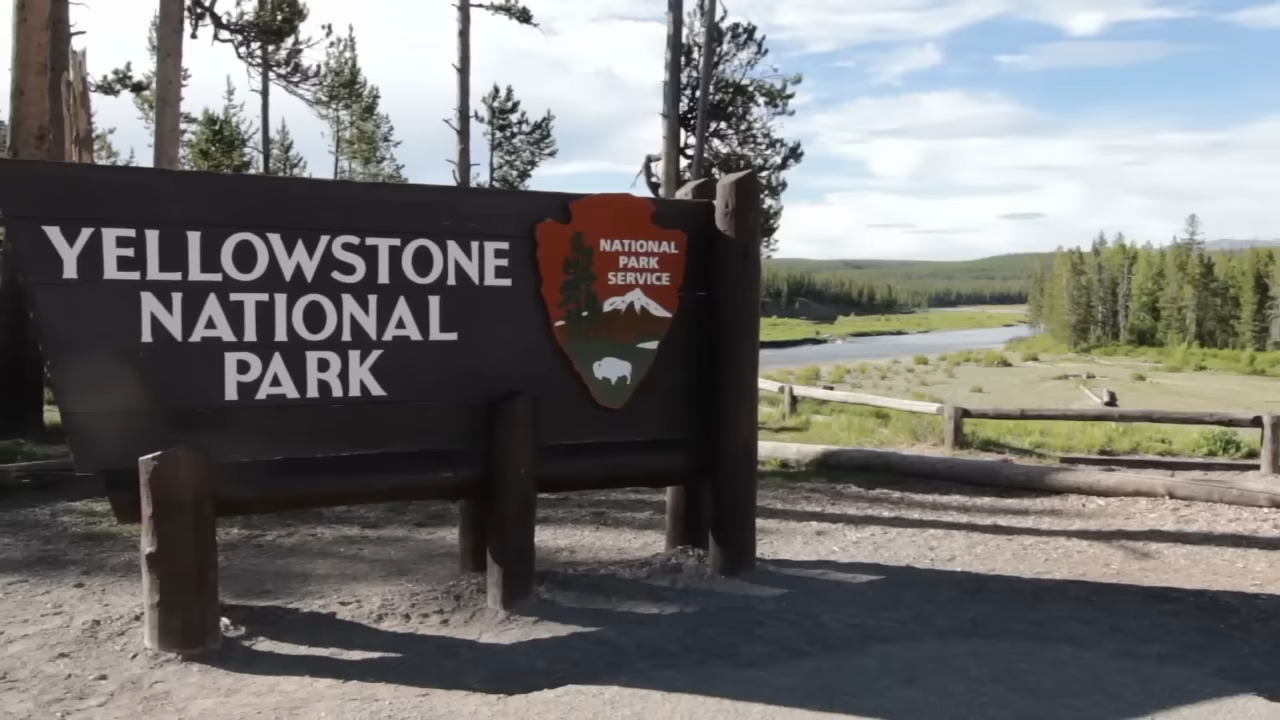 YELLOWSTONE
NATIONAL
PARK
NATIONAL
PARK
SERVICE